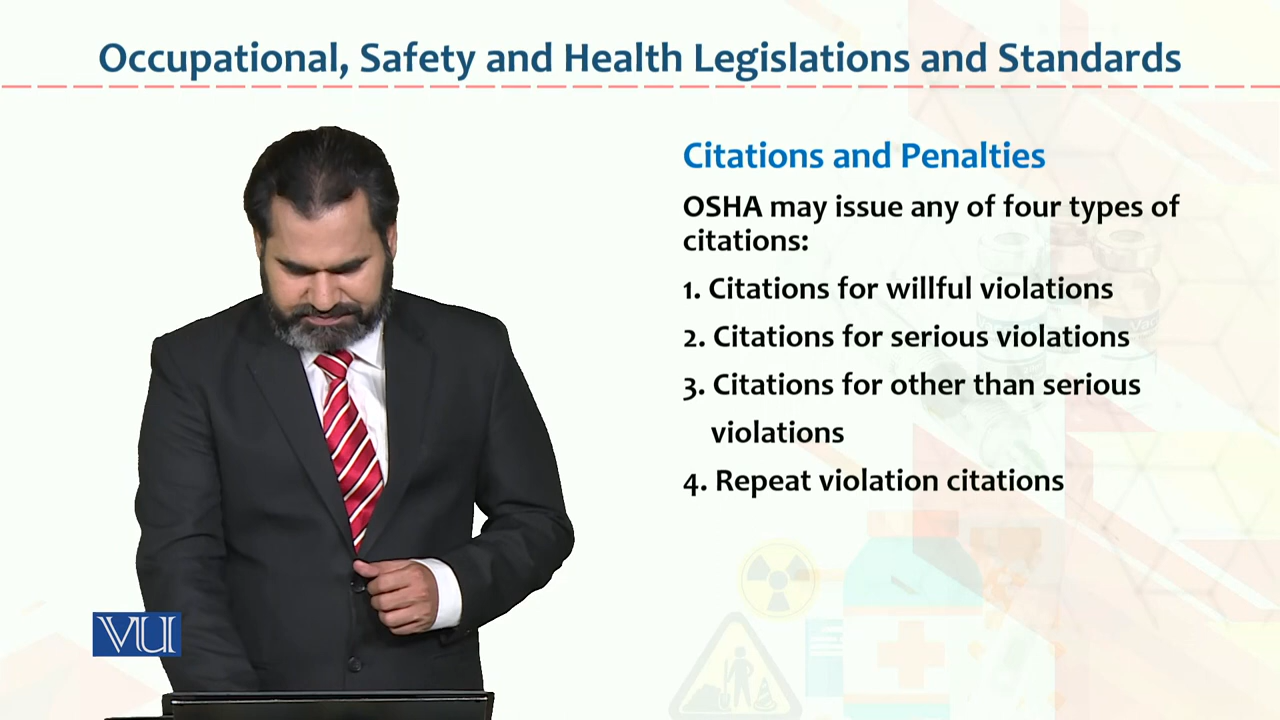 Occupational, Safety and Health Legislations and Standards
Citations and Penalties
OSHA may issue any of four types of
citations:
1. Citations for willful violations
2. Citations for serious violations
3. Citations for other than serious
violations
4. Repeat violation citations
VU